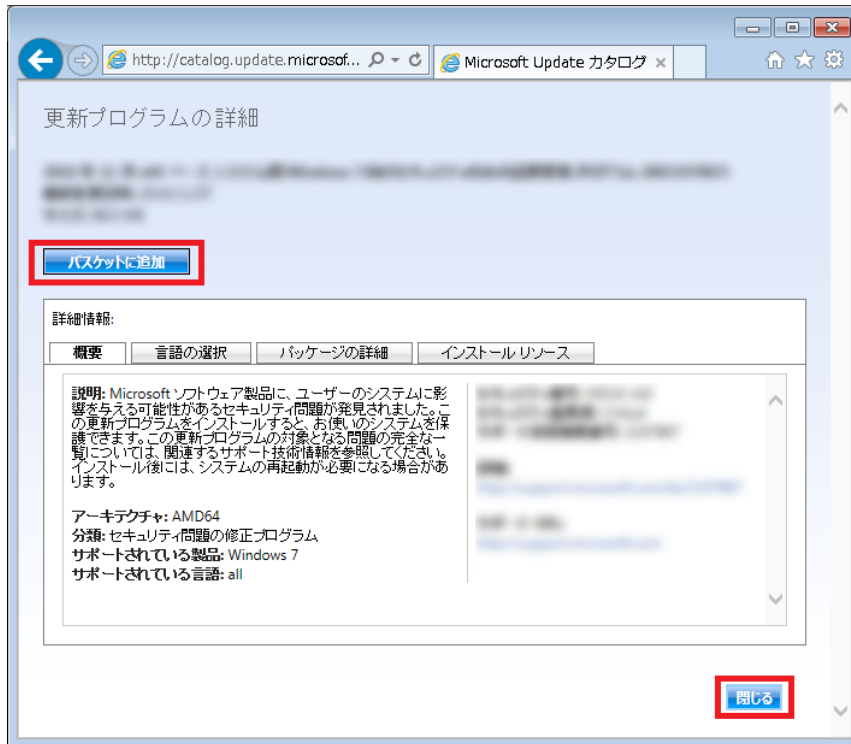 http://catalog.update.microsof...
Microsoft Update カタログ
更新プログラムの詳細
バスケットに追加
詳細情報:
概要
言語の選択
パッケージの詳細
インストール リソース
説明: Microsoft ソフトウェア製品に、ユーザーのシステムに影
響を与える可能性があるセキュリティ問題が発見されました。こ
の更新プログラムをインストールすると、お使いのシステムを保
護できます。この更新プログラムの対象となる問題の完全な一
覧については、関連するサポート技術情報を参照してください。
インストール後には、システムの再起動が必要になる場合があ
ります。
アーキテクチャ: AMD64
分類: セキュリティ問題の修正プログラム
サポートされている製品: Windows 7
サポートされている言語: all
閉じる